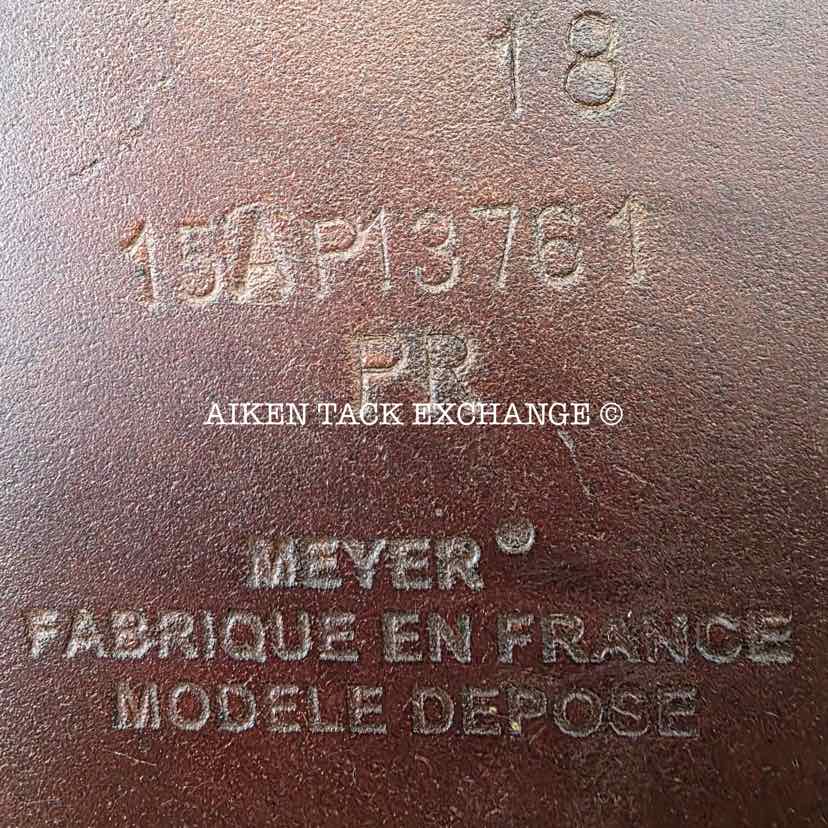 18
15AP13761
PR
AIKEN TACK EXCHANGE ©
MEYER
FABRIQUE EN FRANCE
MODELE DEPOSE